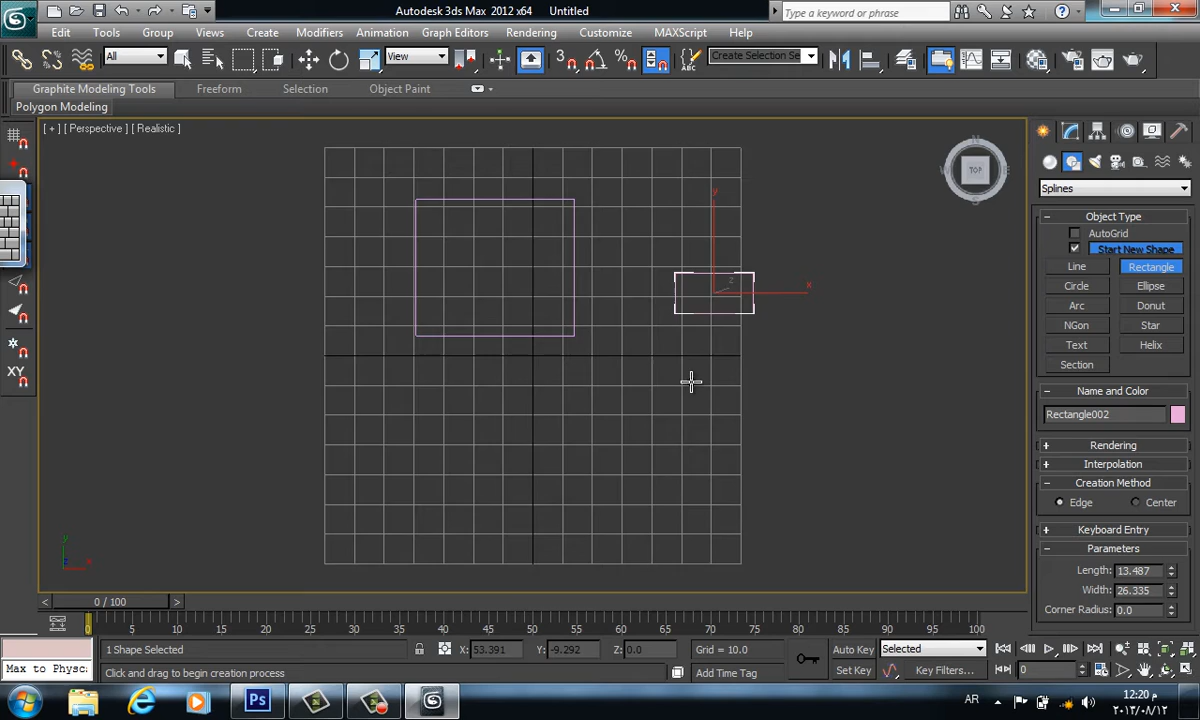 Autodesk 3ds Max 2012 x64 Untitled
Type a keyword or phrase
Edit Tools Group Views Create Modifiers Animation Graph Editors Rendering Customize MAXScript Help
All View 3 Create Selection Se
Graphite Modeling Tools Freeform Selection Object Paint
Polygon Modeling
[ + ] [ Perspective ] [ Realistic ]
TOP
Splines
Object Type
AutoGrid
Start New Shape
Line Rectangle
Circle Ellipse
Arc Donut
NGon Star
Text Helix
Section
Name and Color
Rectangle002
Rendering
Interpolation
Creation Method
Edge Center
Keyboard Entry
Parameters
Length: 13.487
Width: 26.335
Corner Radius: 0.0
y
z
x
XY
y
x
0 / 100
0 5 10 15 20 25 30 35 40 45 50 55 60 65 70 75 80 85 90 95 100
1 Shape Selected X: 53.391 Y: -9.292 Z: 0.0 Grid = 10.0 Auto Key Selected
Max to Physc
Click and drag to begin creation process Add Time Tag Set Key Key Filters... 0
Ps
AR
12:20 م
٢٠١٣/٠٨/١٢